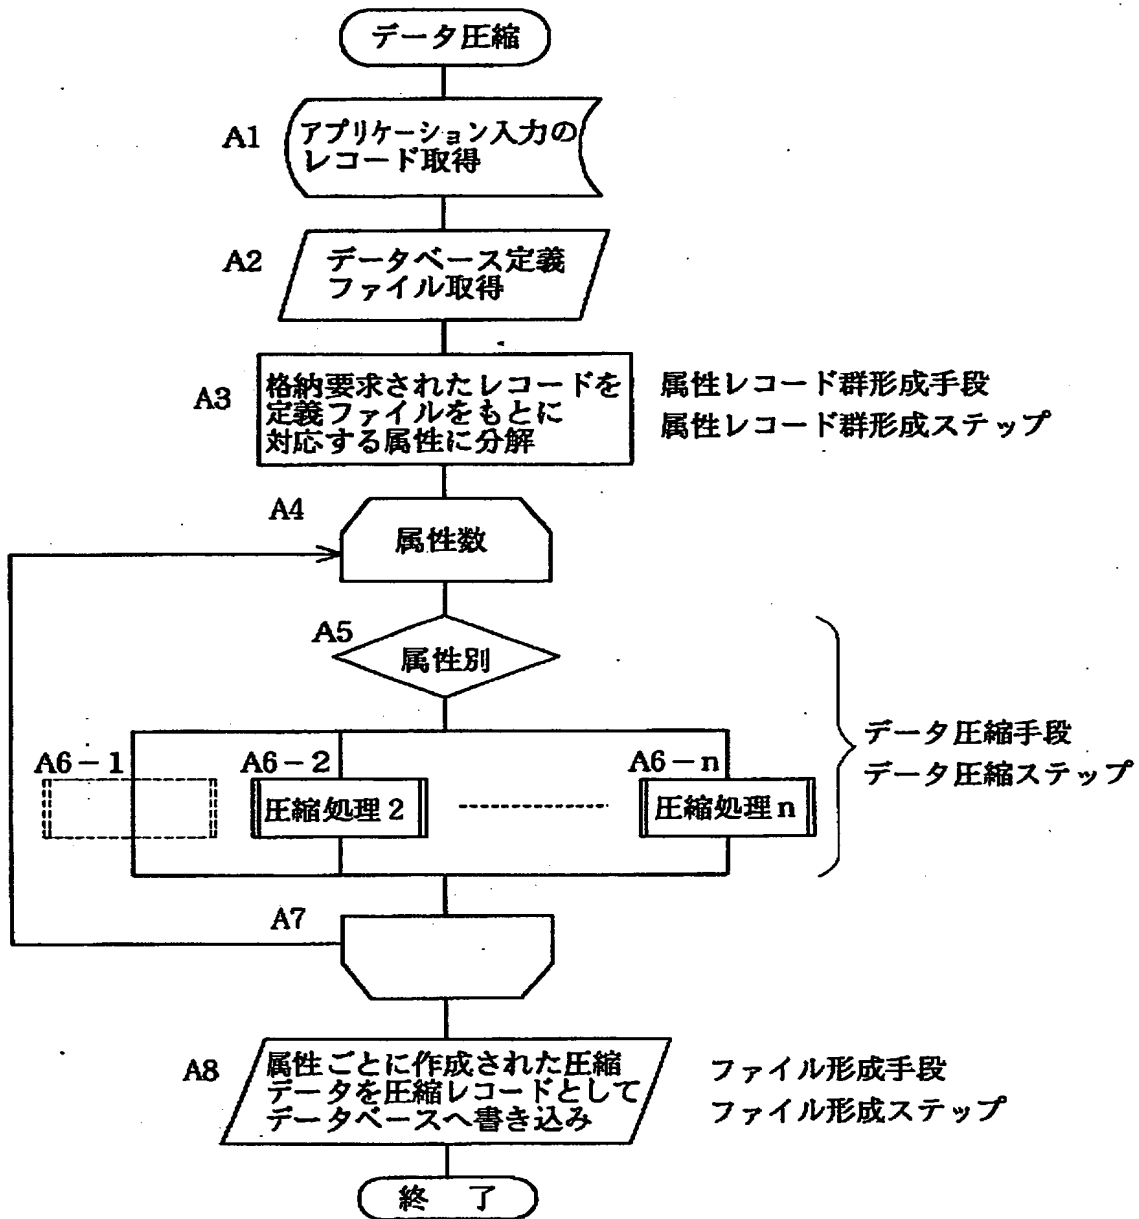 データ圧縮
A1
アプリケーション入力の
レコード取得
A2
データベース定義
ファイル取得
A3
格納要求されたレコードを
定義ファイルをもとに
対応する属性に分解
属性レコード群形成手段
属性レコード群形成ステップ
A4
属性数
A5
属性別
A6-1
A6-2
A6-n
圧縮処理2
圧縮処理n
データ圧縮手段
データ圧縮ステップ
A7
A8
属性ごとに作成された圧縮
データを圧縮レコードとして
データベースへ書き込み
ファイル形成手段
ファイル形成ステップ
終 了